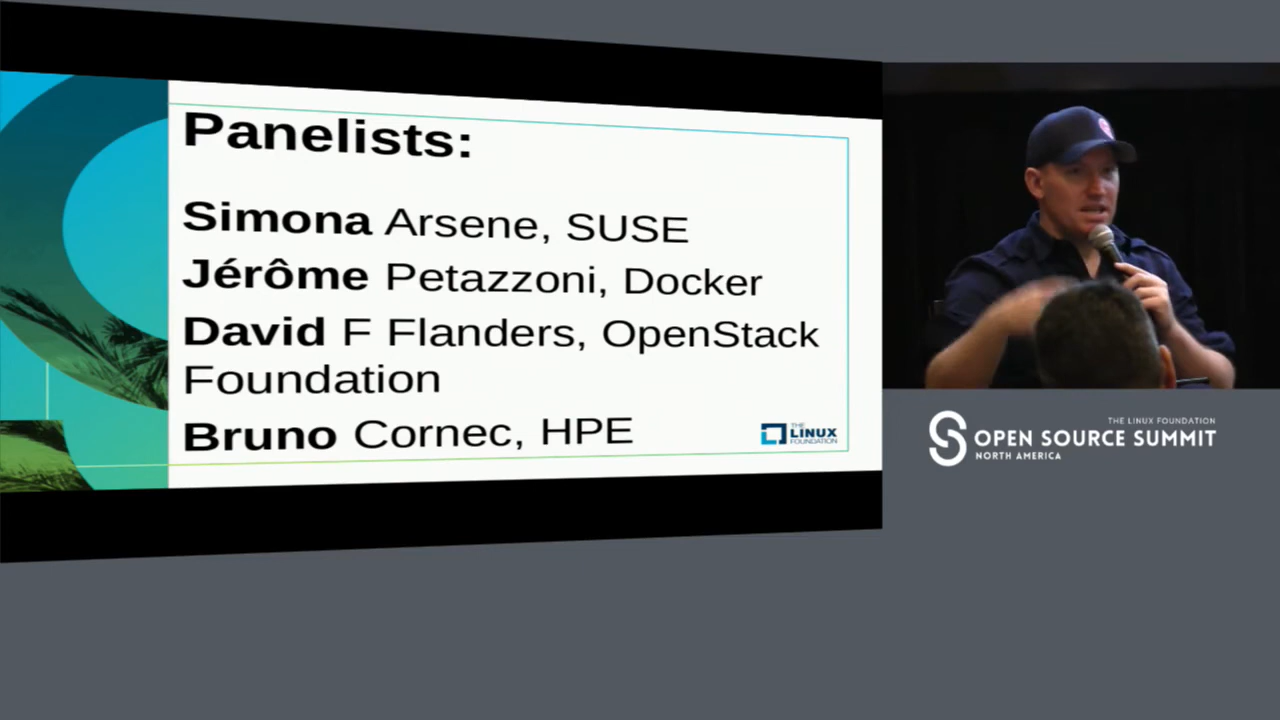 Panelists:
Simona Arsene, SUSE
Jérôme Petazzoni, Docker
David F Flanders, OpenStack
Foundation
Bruno Cornec, HPE
THE
LINUX
FOUNDATION
THE LINUX FOUNDATION
OPEN SOURCE SUMMIT
NORTH AMERICA